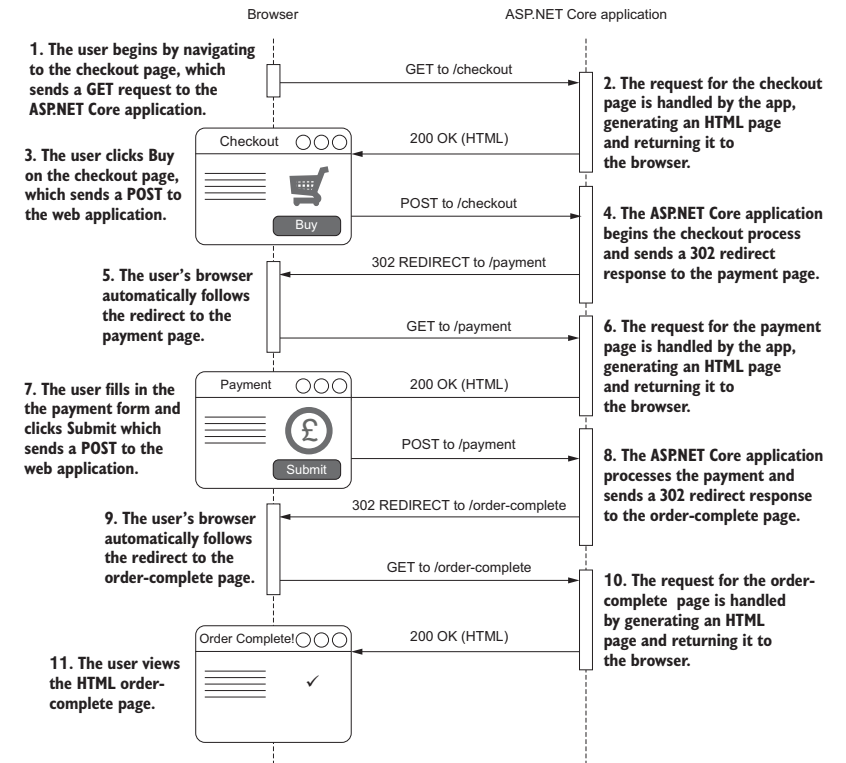 Browser
ASP.NET Core application
1. The user begins by navigating
to the checkout page, which
sends a GET request to the
ASP.NET Core application.
GET to /checkout
2. The request for the checkout
page is handled by the app,
generating an HTML page
and returning it to
the browser.
Checkout
200 OK (HTML)
3. The user clicks Buy
on the checkout page,
which sends a POST to
the web application.
Buy
POST to /checkout
4. The ASP.NET Core application
begins the checkout process
and sends a 302 redirect
response to the payment page.
302 REDIRECT to /payment
5. The user's browser
automatically follows
the redirect to the
payment page.
GET to /payment
6. The request for the payment
page is handled by the app,
generating an HTML page
and returning it to
the browser.
Payment
200 OK (HTML)
7. The user fills in the
the payment form and
clicks Submit which
sends a POST to the
web application.
£
Submit
POST to /payment
8. The ASP.NET Core application
processes the payment and
sends a 302 redirect response
to the order-complete page.
302 REDIRECT to /order-complete
9. The user's browser
automatically follows
the redirect to the
order-complete page.
GET to /order-complete
10. The request for the order-
complete page is handled
by generating an HTML
page and returning it to
the browser.
Order Complete!
200 OK (HTML)
11. The user views
the HTML order-
complete page.